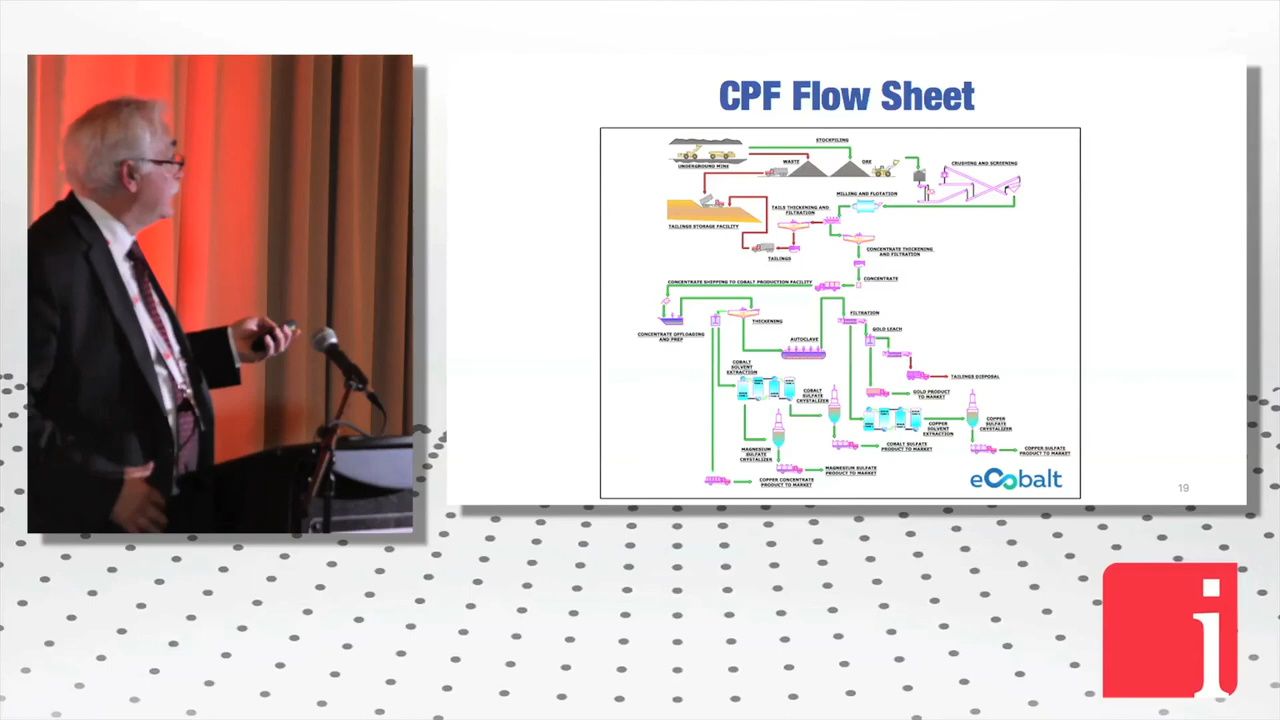 CPF Flow Sheet
STOCKPILING
UNDERGROUND MINE
WASTE
ORE
CRUDYING AND SCREENING
MILLING AND FLOTATION
TAILS THICKENING AND
FILTRATION
TAILINGS STORAGE FACILITY
TAILINGS
CONCENTRATE THICKENING
AND FILTRATION
CONCENTRATE
CONCENTRATE SHIPPING TO COBALT PRODUCTION FACILITY
CONCENTRATE OFFLOADING
AND PREP
THICKENING
FILTRATION
GOLD LEACH
AUTOCLAVE
TAILINGS DISPOSAL
COBALT
SOLVENT
EXTRACTION
COBALT
SULFATE
CRYSTALIZER
GOLD PRODUCT
TO MARKET
COPPER
SOLVENT
EXTRACTION
COPPER
SULFATE
CRYSTALIZER
MAGNESIUM
SULFATE
CRYSTALIZER
COBALT SULFATE
PRODUCT TO MARKET
COPPER SULFATE
PRODUCT TO MARKET
MAGNESIUM SULFATE
PRODUCT TO MARKET
COPPER CONCENTRATE
PRODUCT TO MARKET
eCobalt
19
i